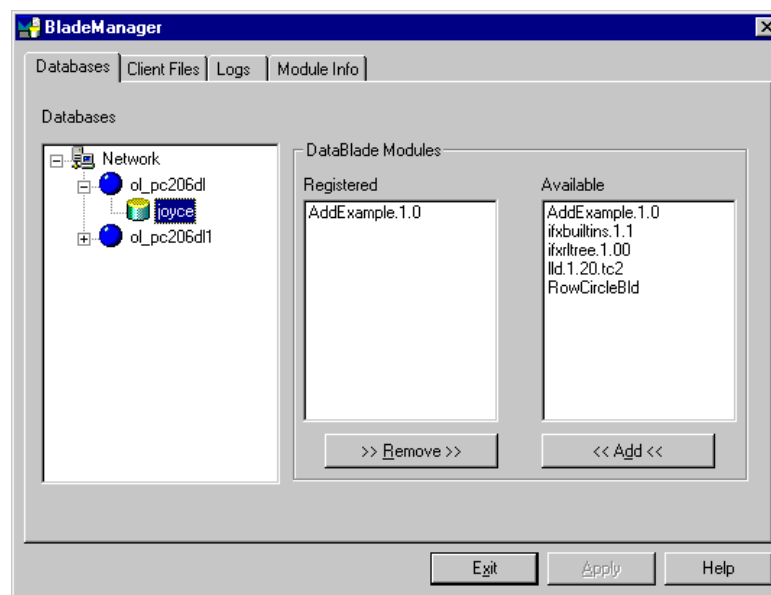 BladeManager
Databases Client Files Logs Module Info
Databases
Network
ol_pc206dl
joyce
ol_pc206dl1
DataBlade Modules
Registered
AddExample.1.0
>> Remove >>
Available
AddExample.1.0
ifxbuiltins.1.1
ifxrltree.1.00
lld.1.20.tc2
RowCircleBld
<< Add <<
Exit Apply Help